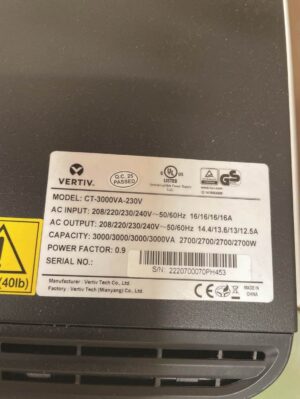 VERTIV.
Q.C. 25
PASSED
LISTED
MODEL: CT-3000VA-230V
AC INPUT: 208/220/230/240V~50/60Hz 16/16/16/16A
AC OUTPUT: 208/220/230/240V~50/60Hz 14.4/13.6/13/12.5A
CAPACITY: 3000/3000/3000/3000VA 2700/2700/2700/2700W
POWER FACTOR: 0.9
SERIAL NO.:
S/N: 2220700070PH453
Manufacturer : Vertiv Tech Co.,Ltd
Factory : Vertiv Tech (Mianyang) Co.,Ltd.
MADE IN
CHINA
(40lb)